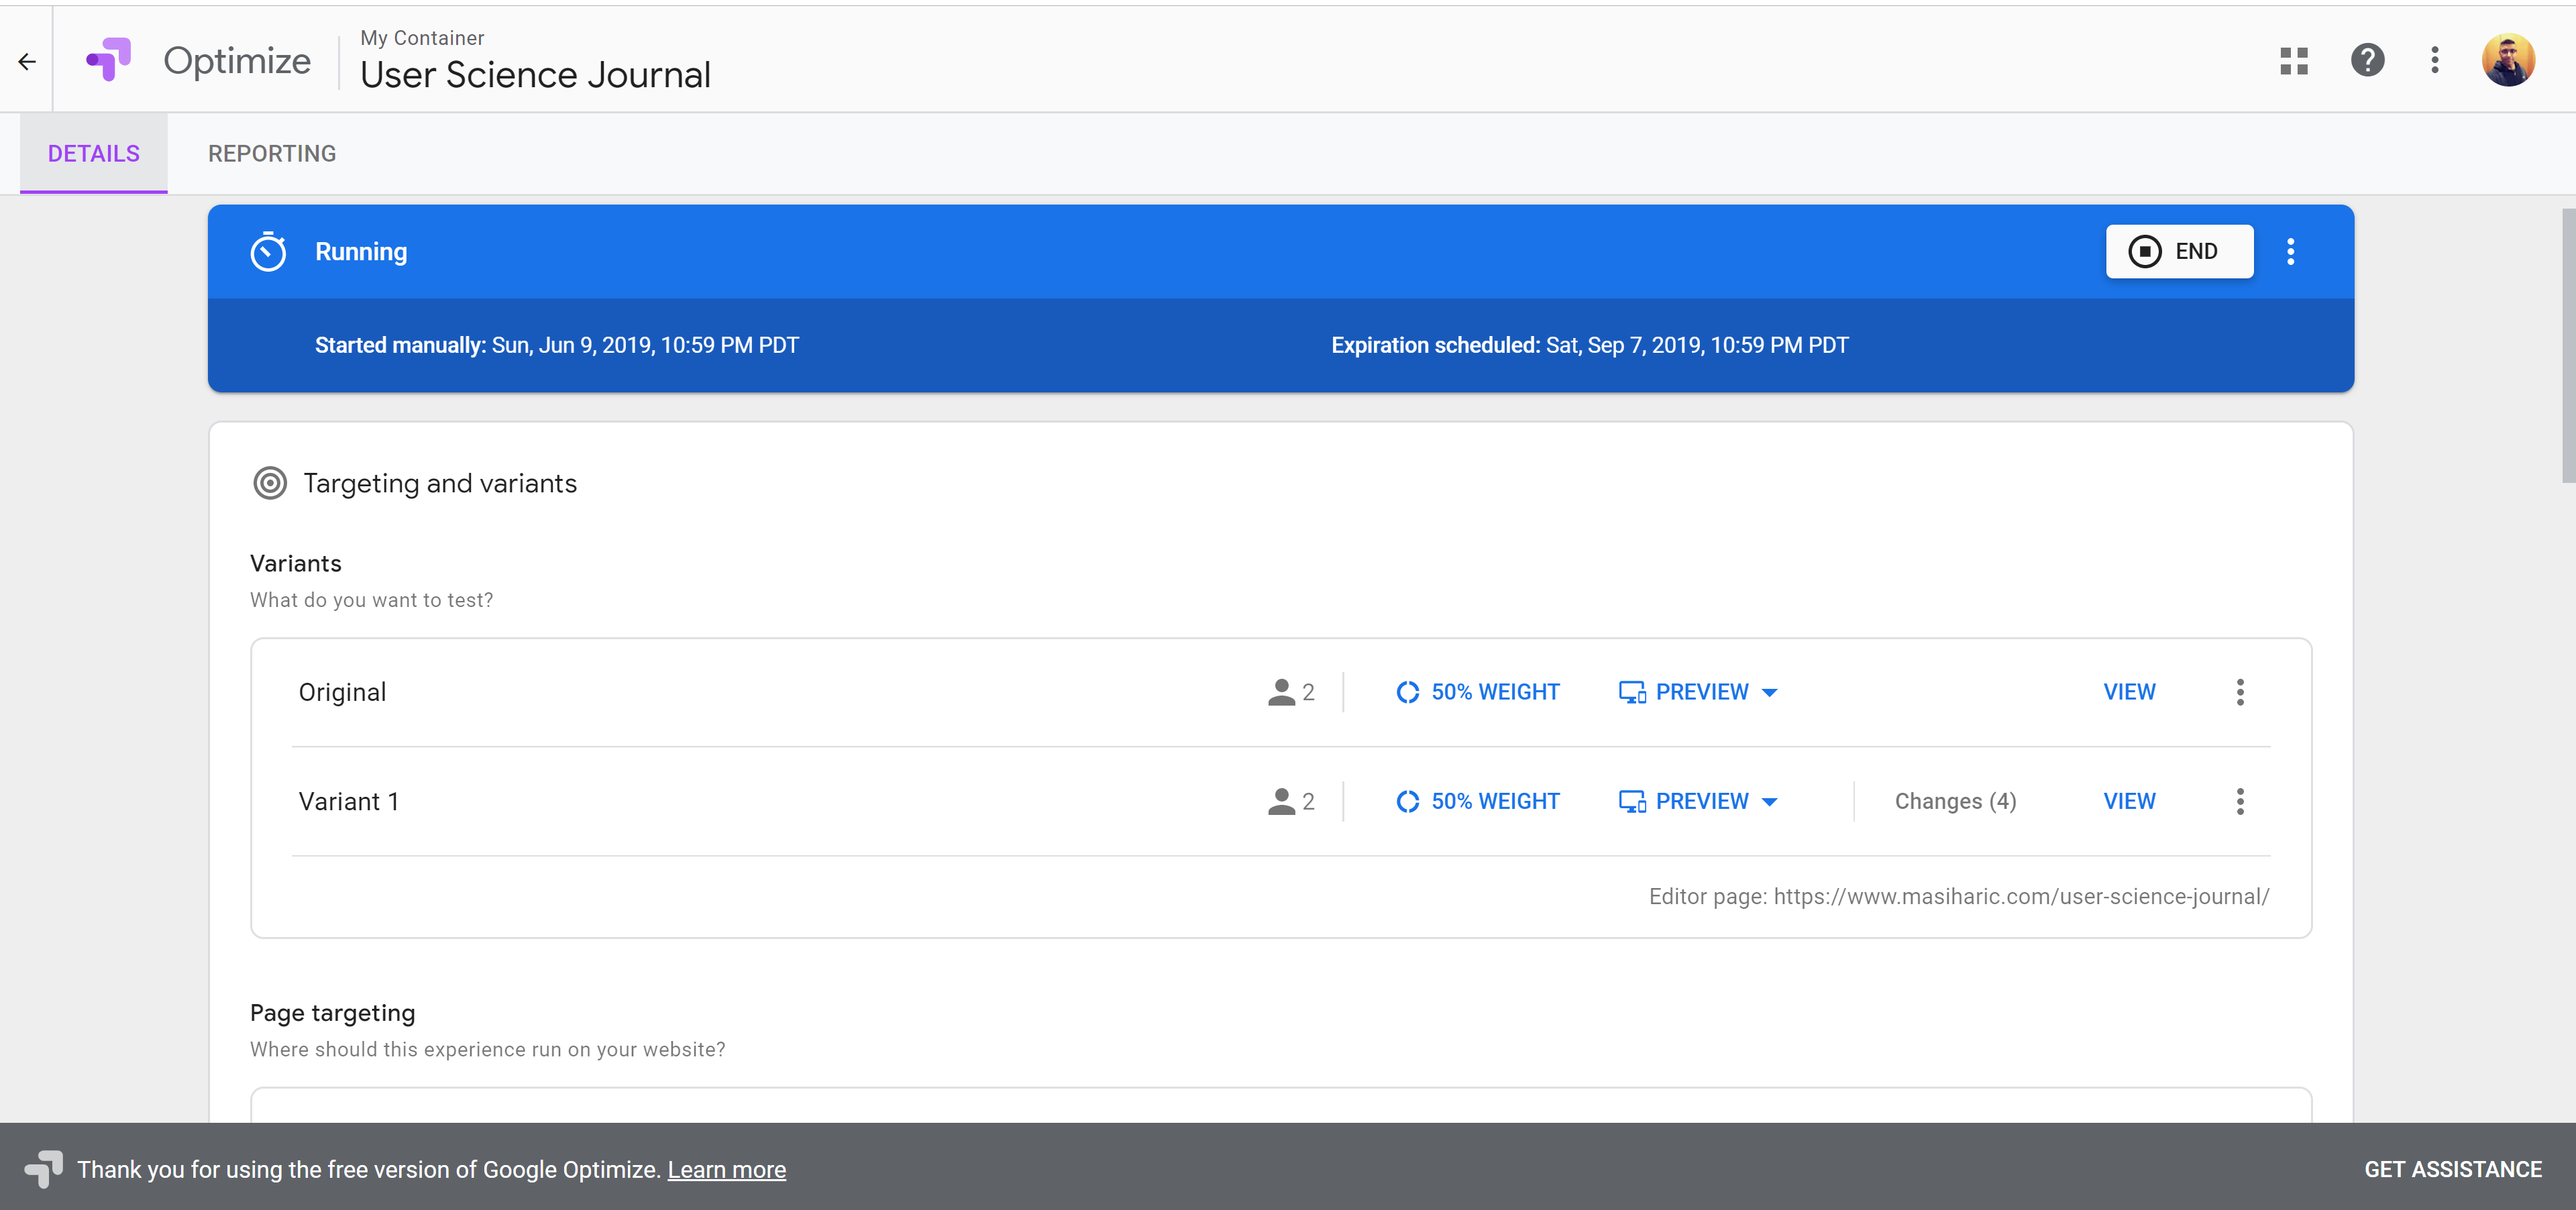 Optimize
My Container
User Science Journal
DETAILS
REPORTING
Running
END
Started manually: Sun, Jun 9, 2019, 10:59 PM PDT
Expiration scheduled: Sat, Sep 7, 2019, 10:59 PM PDT
Targeting and variants
Variants
What do you want to test?
Original 2 50% WEIGHT PREVIEW VIEW
Variant 1 2 50% WEIGHT PREVIEW Changes (4) VIEW
Editor page: https://www.masiharic.com/user-science-journal/
Page targeting
Where should this experience run on your website?
Thank you for using the free version of Google Optimize. Learn more
GET ASSISTANCE